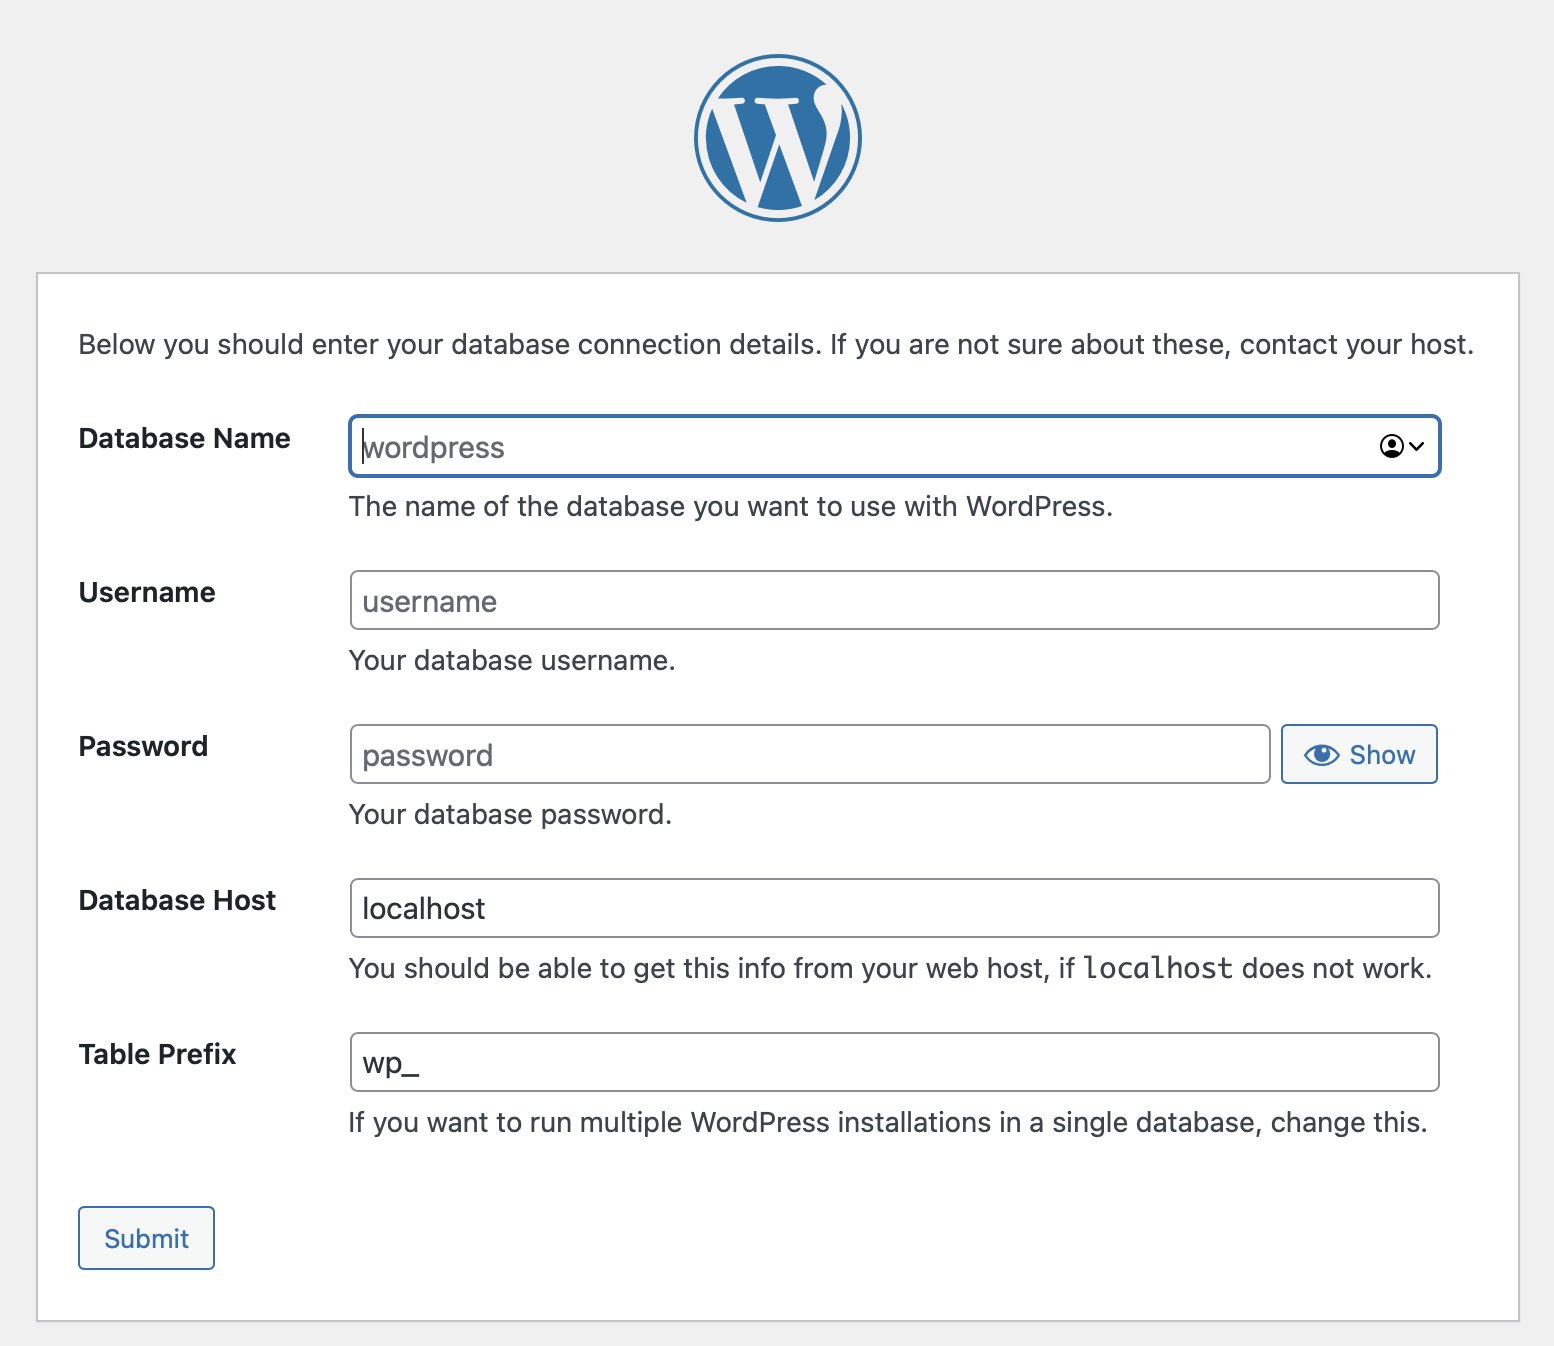 Below you should enter your database connection details. If you are not sure about these, contact your host.
Database Name
wordpress
The name of the database you want to use with WordPress.
Username
username
Your database username.
Password
password
Show
Your database password.
Database Host
localhost
You should be able to get this info from your web host, if localhost does not work.
Table Prefix
wp_
If you want to run multiple WordPress installations in a single database, change this.
Submit